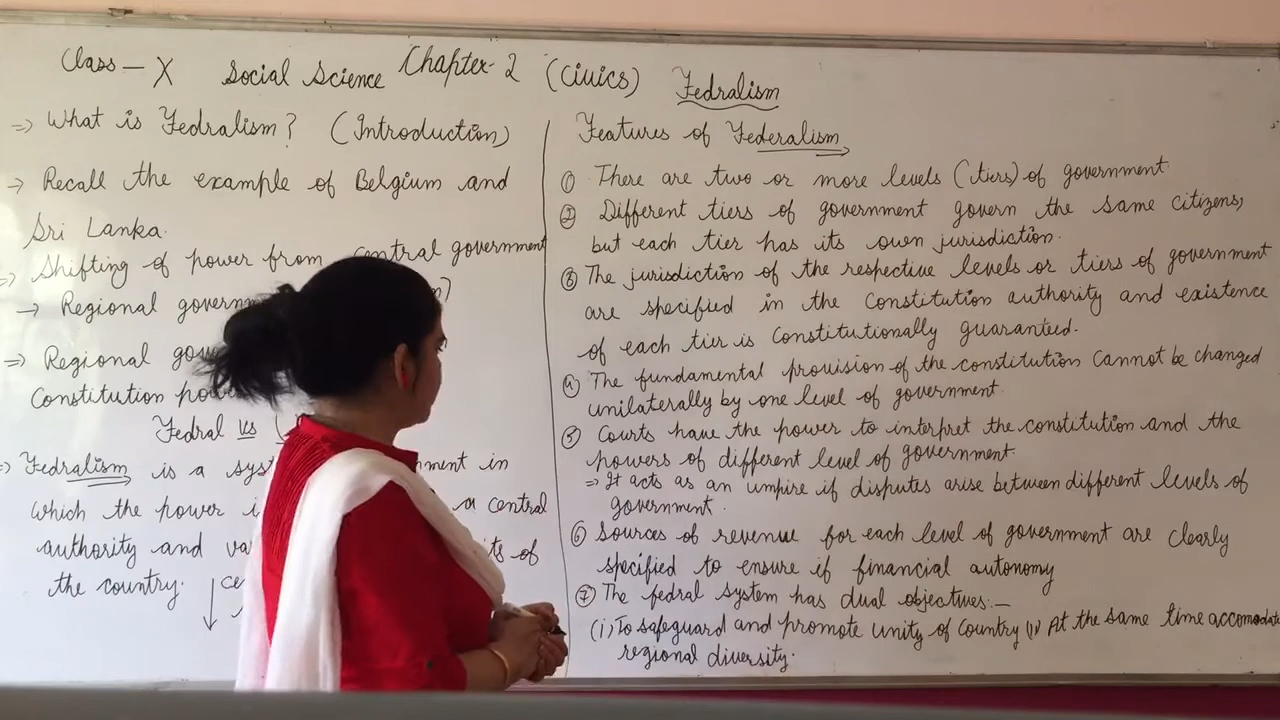 Class - X Social Science Chapter-2 (Civics) Fedralism
=> What is Fedralism? (Introduction)
=> Recall the example of Belgium and
Sri Lanka.
=> Shifting of power from central government
→ Regional
=> Regional
Constitution
Fedral vs
=> Fedralism is a in
which the power a central
authority and of
the country.
Features of Federalism
① There are two or more levels (tiers) of government
② Different tiers of government govern the same citizens,
but each tier has its own jurisdiction.
③ The jurisdiction of the respective levels or tiers of government
are specified in the Constitution authority and existence
of each tier is Constitutionally guaranteed.
④ The fundamental provision of the constitution Cannot be changed
unilaterally by one level of government.
⑤ Courts have the power to interpret the constitution and the
powers of different level of government.
=> It acts as an umpire if disputes arise between different levels of
government.
⑥ Sources of revenue for each level of government are clearly
specified to ensure if financial autonomy
⑦ The fedral system has dual objectives:-
(i) To safeguard and promote unity of Country (ii) At the same time accomodate
regional diversity.